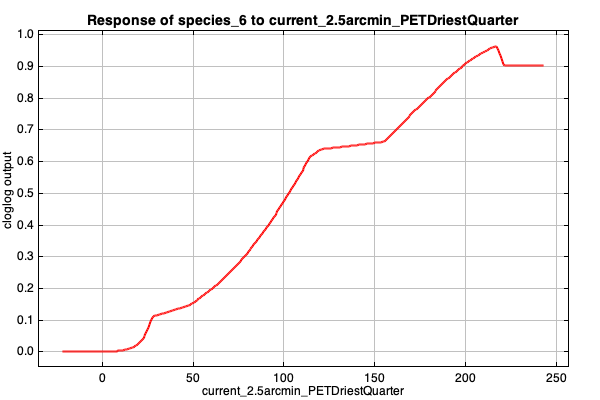 Response of species_6 to current_2.5arcmin_PETDriestQuarter
1.0
0.9
0.8
0.7
0.6
0.5
0.4
0.3
0.2
0.1
0.0
cloglog output
0 50 100 150 200 250
current_2.5arcmin_PETDriestQuarter